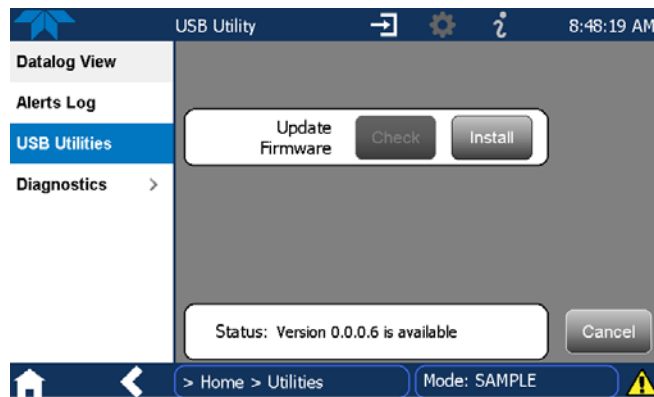 USB Utility
8:48:19 AM
Datalog View
Alerts Log
USB Utilities
Diagnostics >
Update
Firmware
Check
Install
Status: Version 0.0.0.6 is available
Cancel
> Home > Utilities
Mode: SAMPLE